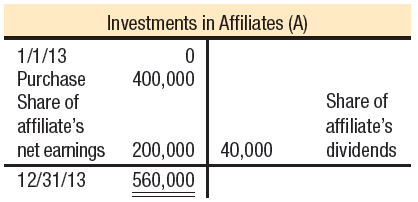 Investments in Affiliates (A)
1/1/13 0
Purchase 400,000
Share of
affiliate's
net earnings 200,000 40,000
Share of
affiliate's
dividends
12/31/13 560,000